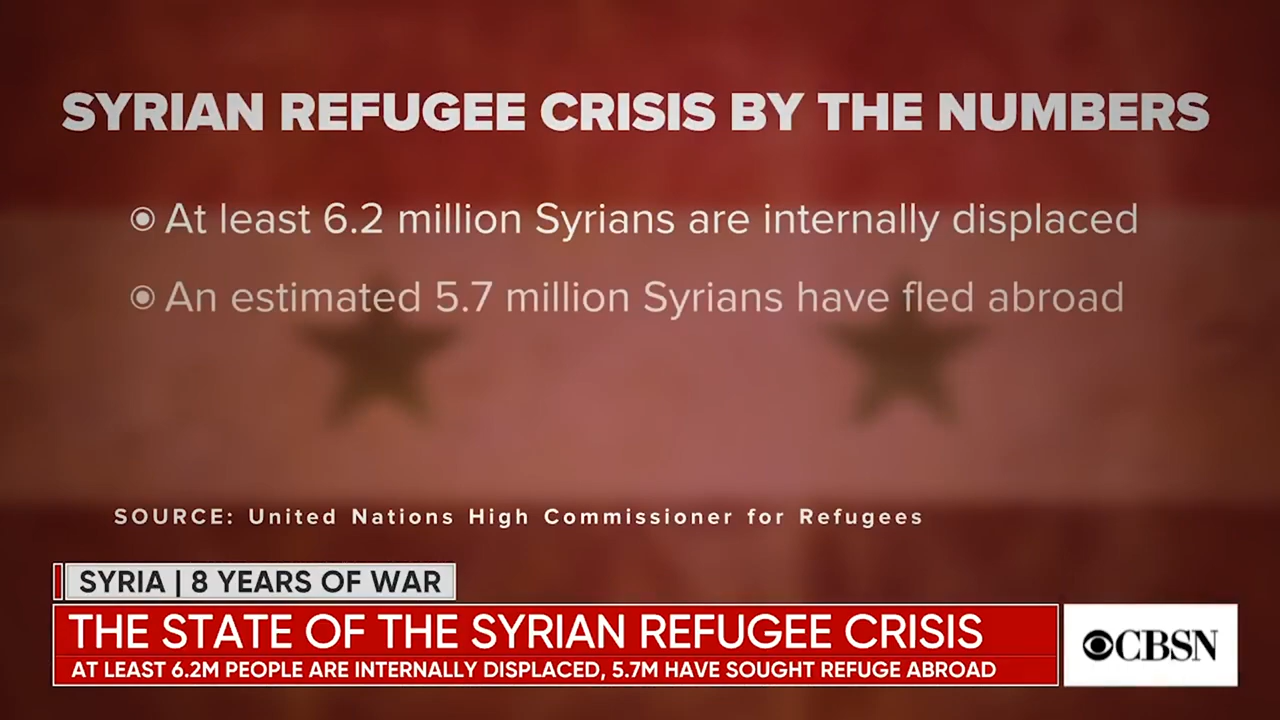 SYRIAN REFUGEE CRISIS BY THE NUMBERS
At least 6.2 million Syrians are internally displaced
An estimated 5.7 million Syrians have fled abroad
SOURCE: United Nations High Commissioner for Refugees
SYRIA | 8 YEARS OF WAR
THE STATE OF THE SYRIAN REFUGEE CRISIS
AT LEAST 6.2M PEOPLE ARE INTERNALLY DISPLACED, 5.7M HAVE SOUGHT REFUGE ABROAD
CBSN